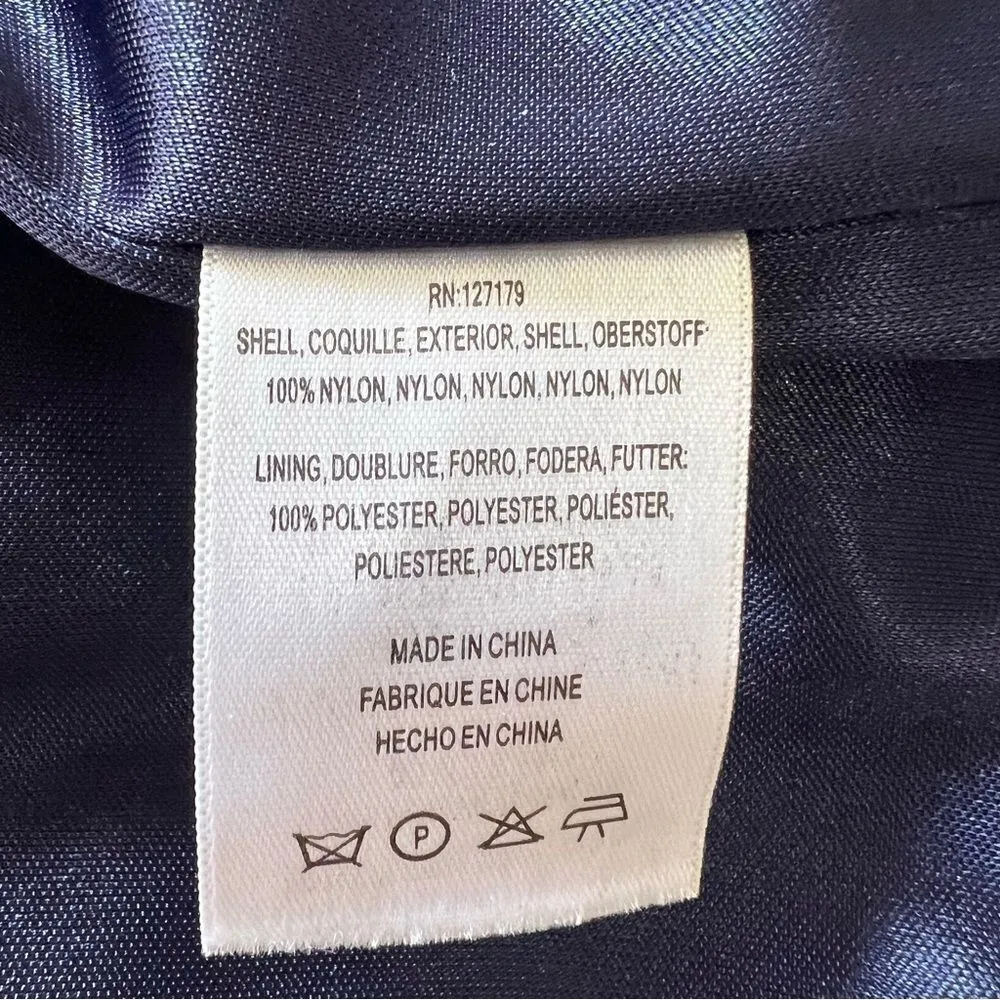 RN:127179
SHELL, COQUILLE, EXTERIOR, SHELL, OBERSTOFF
100% NYLON, NYLON, NYLON, NYLON, NYLON
LINING, DOUBLURE, FORRO, FODERA, FUTTER:
100% POLYESTER, POLYESTER, POLIÉSTER,
POLIESTERE, POLYESTER
MADE IN CHINA
FABRIQUE EN CHINE
HECHO EN CHINA
P